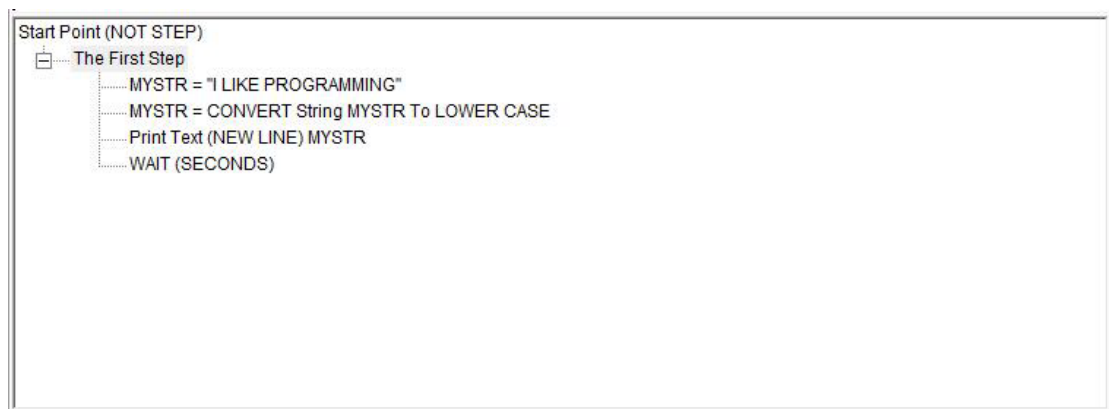 Start Point (NOT STEP)
The First Step
MYSTR = "I LIKE PROGRAMMING"
MYSTR = CONVERT String MYSTR To LOWER CASE
Print Text (NEW LINE) MYSTR
WAIT (SECONDS)